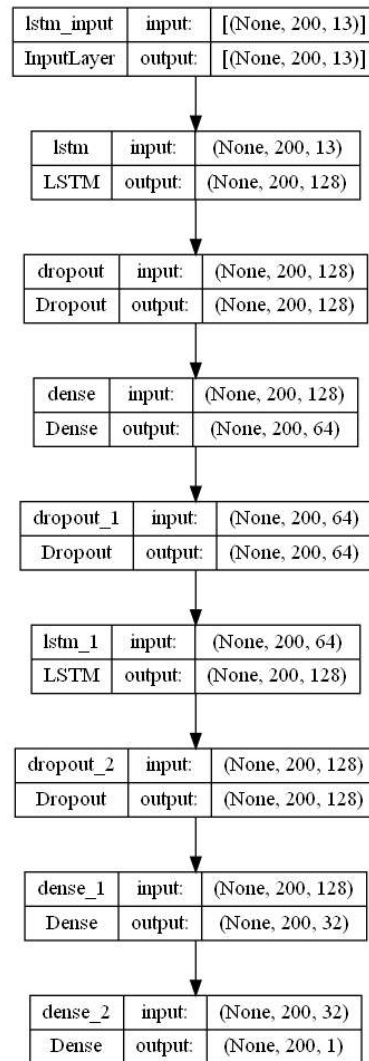 lstm_input input: [(None, 200, 13)]
InputLayer output: [(None, 200, 13)]
lstm input: (None, 200, 13)
LSTM output: (None, 200, 128)
dropout input: (None, 200, 128)
Dropout output: (None, 200, 128)
dense input: (None, 200, 128)
Dense output: (None, 200, 64)
dropout_1 input: (None, 200, 64)
Dropout output: (None, 200, 64)
lstm_1 input: (None, 200, 64)
LSTM output: (None, 200, 128)
dropout_2 input: (None, 200, 128)
Dropout output: (None, 200, 128)
dense_1 input: (None, 200, 128)
Dense output: (None, 200, 32)
dense_2 input: (None, 200, 32)
Dense output: (None, 200, 1)